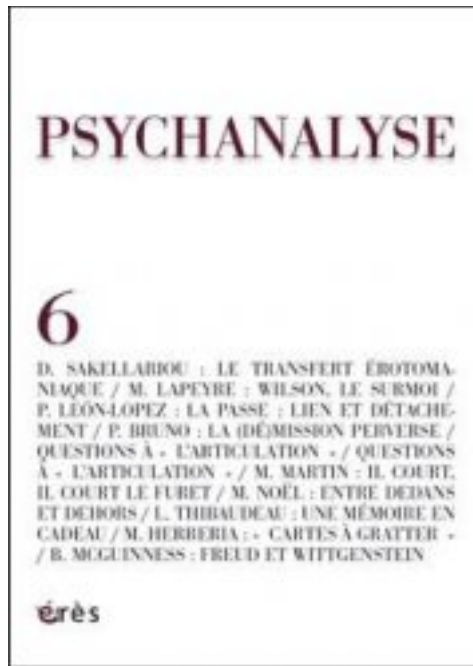 PSYCHANALYSE
6
D. SAKELLARIOU : LE TRANSFERT ÉROTOMA-
NIAQUE / M. LAPEYRE : WILSON, LE SURMOI /
P. LEÓN-LOPEZ : LA PASSE : LIEN ET DÉTACHE-
MENT / P. BRUNO : LA (DÉ)MISSION PERVERSE /
QUESTIONS À « L'ARTICULATION » / QUESTIONS
À « L'ARTICULATION » / M. MARTIN : IL COURT,
IL COURT LE FURET / M. NOËL : ENTRE DEDANS
ET DEHORS / L. THIBAUDEAU : UNE MÉMOIRE EN
CADEAU / M. HERBERIA : « CARTES À GRATTER »
/ B. MCGUINNESS : FREUD ET WITTGENSTEIN
érès